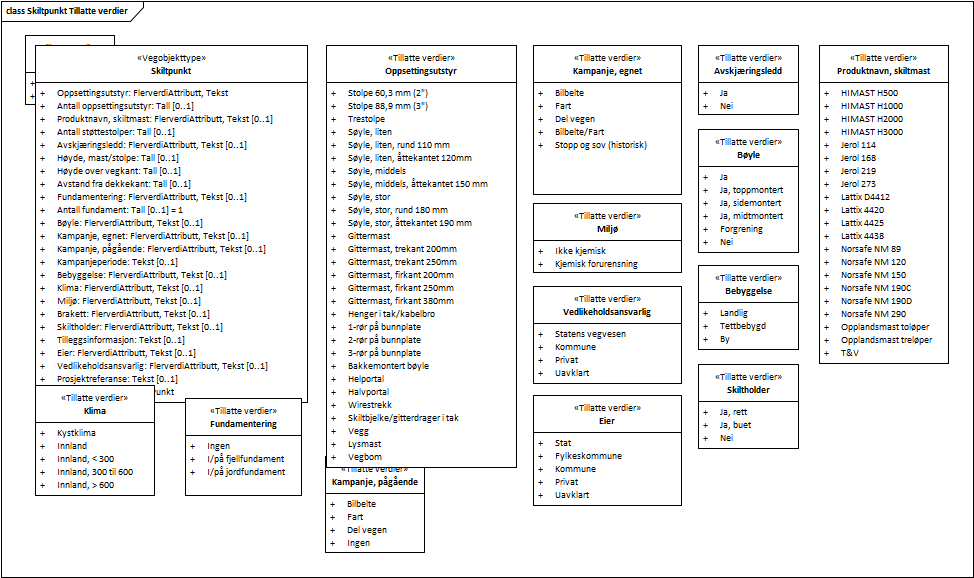 class Skiltpunkt Tillatte verdier
«Vegobjekttype»
Skiltpunkt
+ Oppsettingsutstyr: FlerverdiAttributt, Tekst
+ Antall oppsettingsutstyr: Tall [0..1]
+ Produktnavn, skiltmast: FlerverdiAttributt, Tekst [0..1]
+ Antall støttestolper: Tall [0..1]
+ Avskjæringsledd: FlerverdiAttributt, Tekst [0..1]
+ Høyde, mast/stolpe: Tall [0..1]
+ Høyde over vegkant: Tall [0..1]
+ Avstand fra dekkekant: Tall [0..1]
+ Fundamentering: FlerverdiAttributt, Tekst [0..1]
+ Antall fundament: Tall [0..1] = 1
+ Bøyle: FlerverdiAttributt, Tekst [0..1]
+ Kampanje, egnet: FlerverdiAttributt, Tekst [0..1]
+ Kampanje, pågående: FlerverdiAttributt, Tekst [0..1]
+ Kampanjeperiode: Tekst [0..1]
+ Bebyggelse: FlerverdiAttributt, Tekst [0..1]
+ Klima: FlerverdiAttributt, Tekst [0..1]
+ Miljø: FlerverdiAttributt, Tekst [0..1]
+ Brakett: FlerverdiAttributt, Tekst [0..1]
+ Skiltholder: FlerverdiAttributt, Tekst [0..1]
+ Tilleggsinformasjon: Tekst [0..1]
+ Eier: FlerverdiAttributt, Tekst [0..1]
+ Vedlikeholdsansvarlig: FlerverdiAttributt, Tekst [0..1]
+ Prosjektreferanse: Tekst [0..1]
«Tillatte verdier»
Klima
+ Kystklima
+ Innland
+ Innland, < 300
+ Innland, 300 til 600
+ Innland, > 600
«Tillatte verdier»
Fundamentering
+ Ingen
+ I/på fjellfundament
+ I/på jordfundament
«Tillatte verdier»
Oppsettingsutstyr
+ Stolpe 60,3 mm (2")
+ Stolpe 88,9 mm (3")
+ Trestolpe
+ Søyle, liten
+ Søyle, liten, rund 110 mm
+ Søyle, liten, åttekantet 120mm
+ Søyle, middels
+ Søyle, middels, åttekantet 150 mm
+ Søyle, stor
+ Søyle, stor, rund 180 mm
+ Søyle, stor, åttekantet 190 mm
+ Gittermast
+ Gittermast, trekant 200mm
+ Gittermast, trekant 250mm
+ Gittermast, firkant 200mm
+ Gittermast, firkant 250mm
+ Gittermast, firkant 380mm
+ Henger i tak/kabelbro
+ 1-rør på bunnplate
+ 2-rør på bunnplate
+ 3-rør på bunnplate
+ Bakkemontert bøyle
+ Helportal
+ Halvportal
+ Wirestrekk
+ Skiltbjelke/gitterdrager i tak
+ Vegg
+ Lysmast
+ Vegbom
«Tillatte verdier»
Kampanje, pågående
+ Bilbelte
+ Fart
+ Del vegen
+ Ingen
«Tillatte verdier»
Kampanje, egnet
+ Bilbelte
+ Fart
+ Del vegen
+ Bilbelte/Fart
+ Stopp og sov (historisk)
«Tillatte verdier»
Miljø
+ Ikke kjemisk
+ Kjemisk forurensning
«Tillatte verdier»
Vedlikeholdsansvarlig
+ Statens vegvesen
+ Kommune
+ Privat
+ Uavklart
«Tillatte verdier»
Eier
+ Stat
+ Fylkeskommune
+ Kommune
+ Privat
+ Uavklart
«Tillatte verdier»
Avskjæringsledd
+ Ja
+ Nei
«Tillatte verdier»
Bøyle
+ Ja
+ Ja, toppmontert
+ Ja, sidemontert
+ Ja, midtmontert
+ Forgrening
+ Nei
«Tillatte verdier»
Bebyggelse
+ Landlig
+ Tettbebygd
+ By
«Tillatte verdier»
Skiltholder
+ Ja, rett
+ Ja, buet
+ Nei
«Tillatte verdier»
Produktnavn, skiltmast
+ HIMAST H500
+ HIMAST H1000
+ HIMAST H2000
+ HIMAST H3000
+ Jerol 114
+ Jerol 168
+ Jerol 219
+ Jerol 273
+ Lattix D4412
+ Lattix 4420
+ Lattix 4425
+ Lattix 4438
+ Norsafe NM 89
+ Norsafe NM 120
+ Norsafe NM 150
+ Norsafe NM 190C
+ Norsafe NM 190D
+ Norsafe NM 290
+ Opplandsmast toløper
+ Opplandsmast treløper
+ T&V